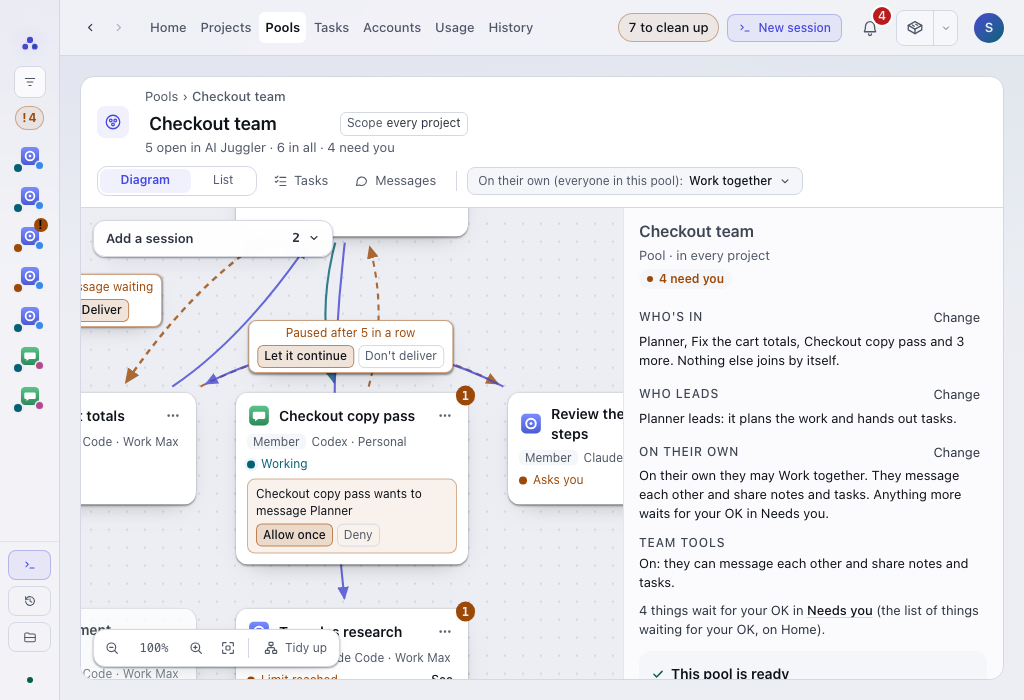 Home Projects Pools Tasks Accounts Usage History
7 to clean up
New session
4
S
! 4
!
Pools › Checkout team
Checkout team
Scope every project
5 open in AI Juggler · 6 in all · 4 need you
Diagram List Tasks Messages
On their own (everyone in this pool): Work together
Add a session 2
ssage waiting
Deliver
Paused after 5 in a row
Let it continue Don't deliver
totals
Code · Work Max
1
Checkout copy pass
Member Codex · Personal
Working
Checkout copy pass wants to
message Planner
Allow once Deny
Review the
steps
Member Claude
Asks you
1
research
de Code · Work Max
Limit reached
Code · Work Max
100% Tidy up
Checkout team
Pool · in every project
4 need you
WHO'S IN Change
Planner, Fix the cart totals, Checkout copy pass and 3
more. Nothing else joins by itself.
WHO LEADS Change
Planner leads: it plans the work and hands out tasks.
ON THEIR OWN Change
On their own they may Work together. They message
each other and share notes and tasks. Anything more
waits for your OK in Needs you.
TEAM TOOLS
On: they can message each other and share notes and
tasks.
4 things wait for your OK in Needs you (the list of things
waiting for your OK, on Home).
This pool is ready